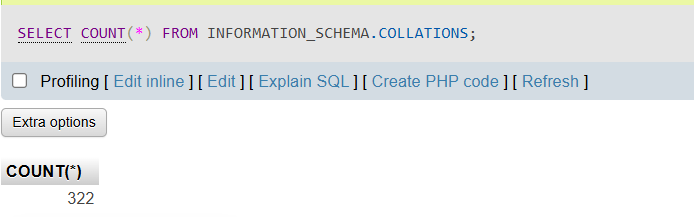 SELECT COUNT(*) FROM INFORMATION_SCHEMA.COLLATIONS;
Profiling [ Edit inline ] [ Edit ] [ Explain SQL ] [ Create PHP code ] [ Refresh ]
Extra options
COUNT(*)
322